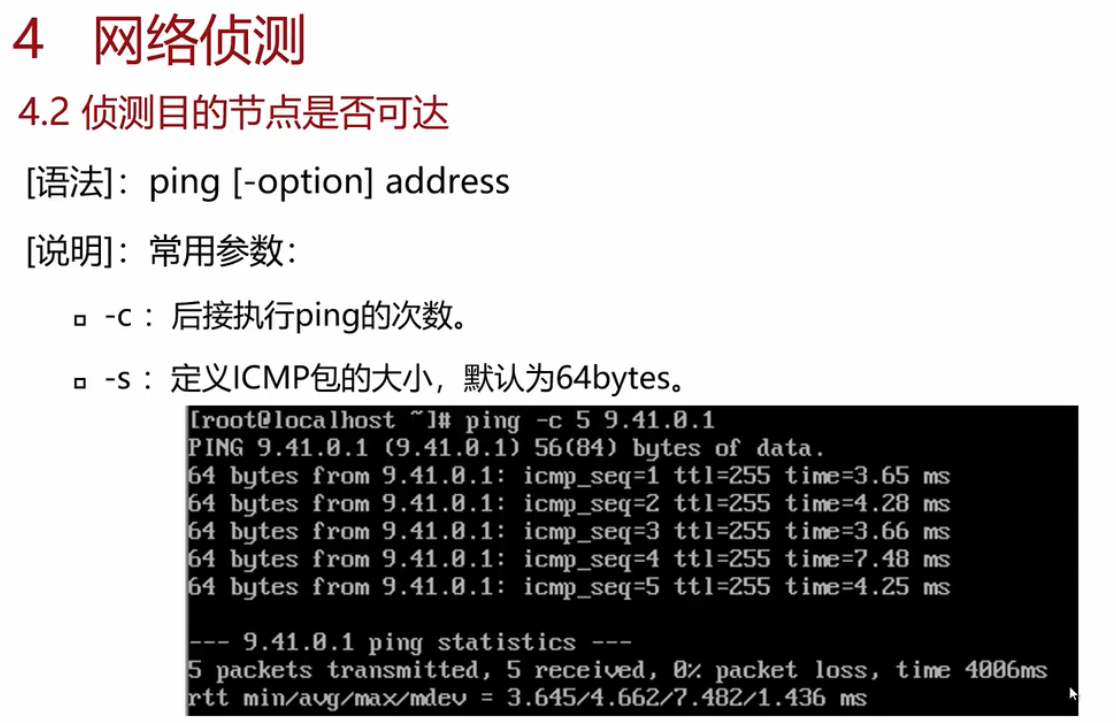 4 网络侦测
4.2 侦测目的节点是否可达
[语法]：ping [-option] address
[说明]：常用参数：
-c ：后接执行ping的次数。
-s ：定义ICMP包的大小，默认为64bytes。
[root@localhost ~]# ping -c 5 9.41.0.1
PING 9.41.0.1 (9.41.0.1) 56(84) bytes of data.
64 bytes from 9.41.0.1: icmp_seq=1 ttl=255 time=3.65 ms
64 bytes from 9.41.0.1: icmp_seq=2 ttl=255 time=4.28 ms
64 bytes from 9.41.0.1: icmp_seq=3 ttl=255 time=3.66 ms
64 bytes from 9.41.0.1: icmp_seq=4 ttl=255 time=7.48 ms
64 bytes from 9.41.0.1: icmp_seq=5 ttl=255 time=4.25 ms
--- 9.41.0.1 ping statistics ---
5 packets transmitted, 5 received, 0% packet loss, time 4006ms
rtt min/avg/max/mdev = 3.645/4.662/7.482/1.436 ms